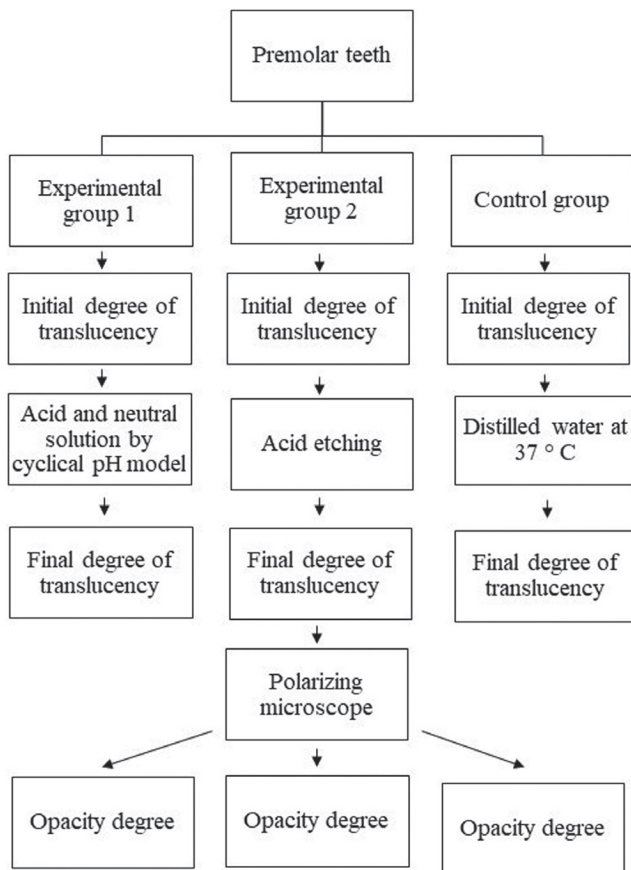 Premolar teeth
Experimental
group 1
Experimental
group 2
Control group
Initial degree of
translucency
Initial degree of
translucency
Initial degree of
translucency
Acid and neutral
solution by
cyclical pH model
Acid etching
Distilled water at
37 ° C
Final degree of
translucency
Final degree of
translucency
Final degree of
translucency
Polarizing
microscope
Opacity degree
Opacity degree
Opacity degree